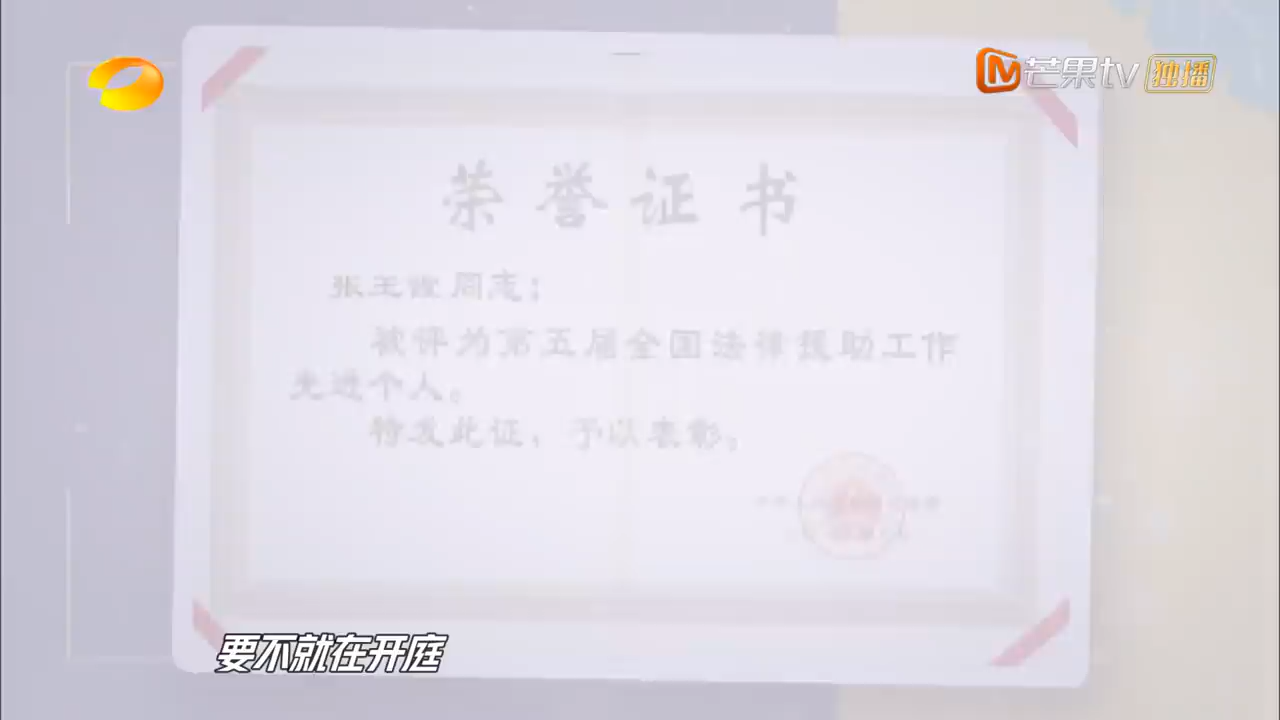 芒果tv 独播
荣誉证书
张王 同志：
被评为第五届全国法律援助工作
先进个人。
特发此证，予以表彰。
要不就在开庭